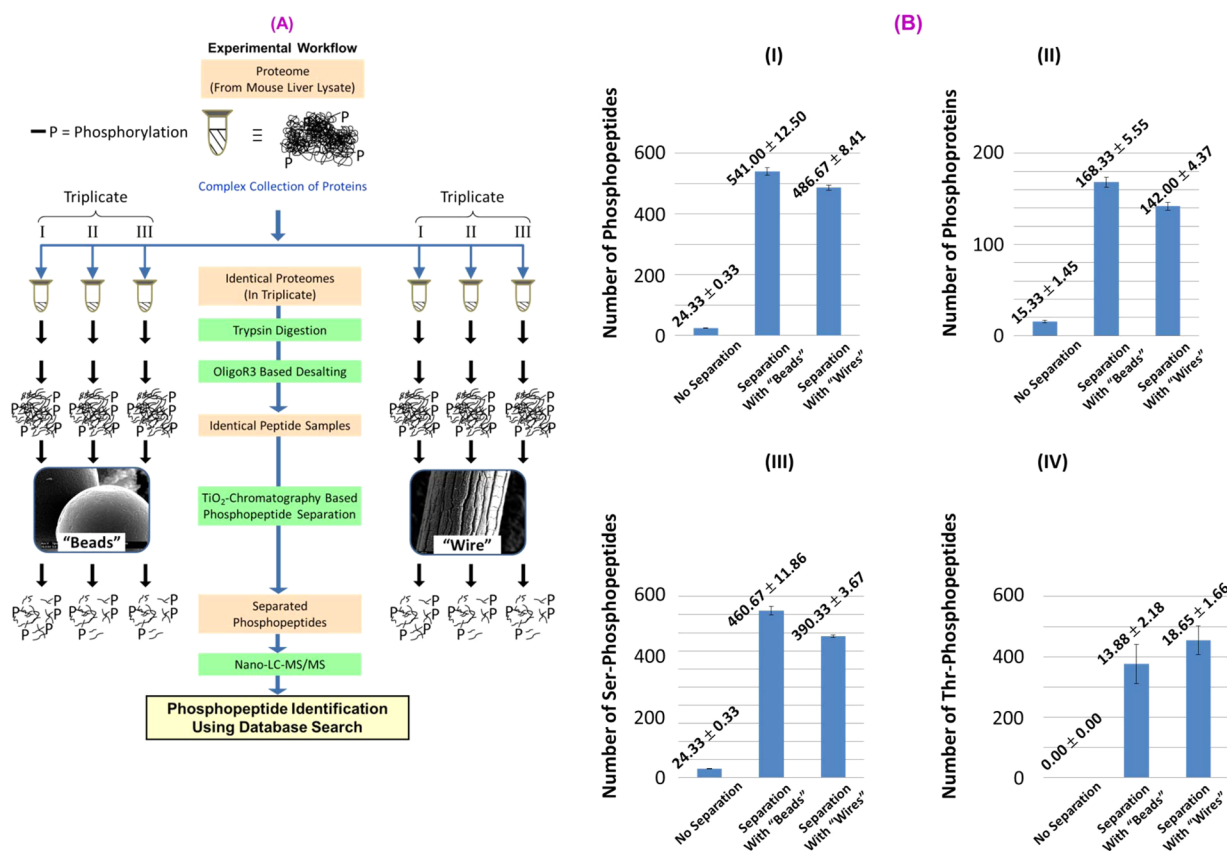 (A)
Experimental Workflow
Proteome
(From Mouse Liver Lysate)
P = Phosphorylation
≡
P
P
P
Complex Collection of Proteins
Triplicate
I II III
Triplicate
I II III
Identical Proteomes
(In Triplicate)
Trypsin Digestion
OligoR3 Based Desalting
Identical Peptide Samples
P P P P
P P P P
P P P
P P P P
P P P P
P P P
TiO₂-Chromatography Based
Phosphopeptide Separation
"Beads"
"Wire"
P P P P
P P P P
P P P
P P P P
P P P P
P P P
Separated
Phosphopeptides
Nano-LC-MS/MS
Phosphopeptide Identification
Using Database Search
(B)
(I)
Number of Phosphopeptides
600
400
200
0
24.33 ± 0.33
541.00 ± 12.50
486.67 ± 8.41
No Separation
Separation
With "Beads"
Separation
With "Wires"
(II)
Number of Phosphoproteins
200
100
0
15.33 ± 1.45
168.33 ± 5.55
142.00 ± 4.37
No Separation
Separation
With "Beads"
Separation
With "Wires"
(III)
Number of Ser-Phosphopeptides
600
400
200
0
24.33 ± 0.33
460.67 ± 11.86
390.33 ± 3.67
No Separation
Separation
With "Beads"
Separation
With "Wires"
(IV)
Number of Thr-Phosphopeptides
600
400
200
0
0.00 ± 0.00
13.88 ± 2.18
18.65 ± 1.66
No Separation
Separation
With "Beads"
Separation
With "Wires"